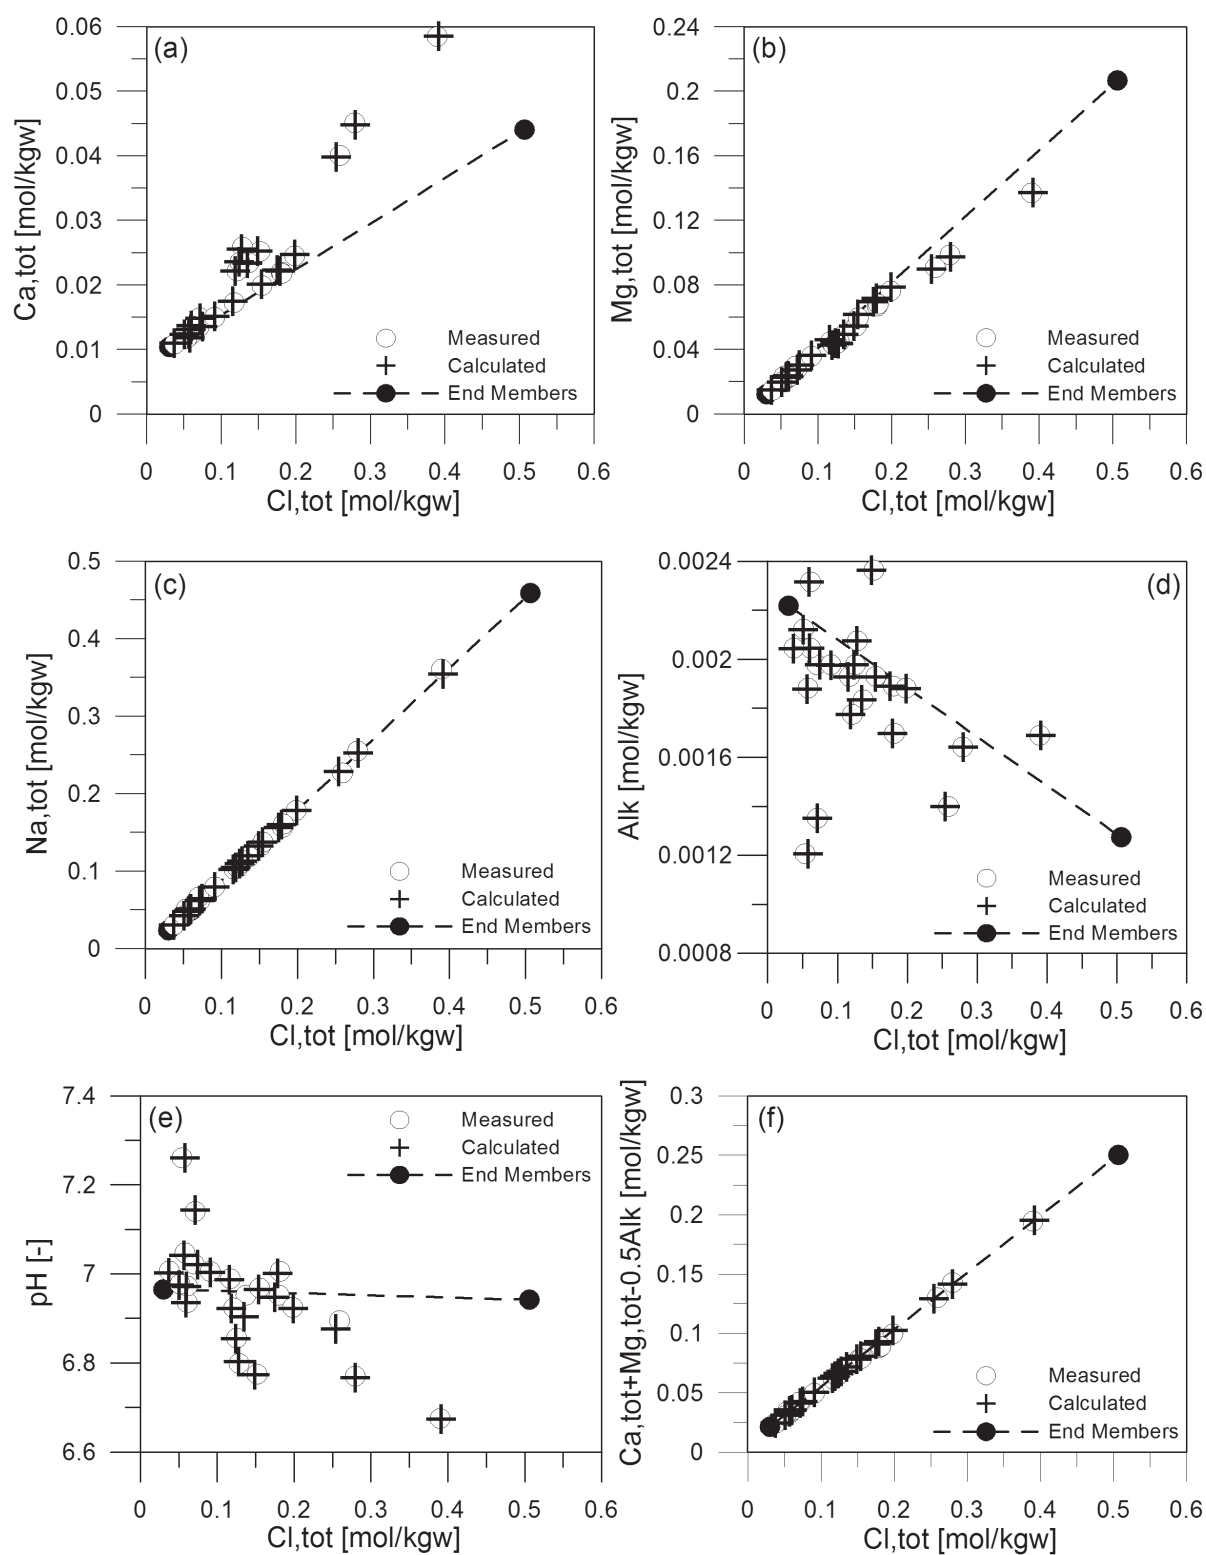 (a)
Ca,tot [mol/kgw]
0.06
0.05
0.04
0.03
0.02
0.01
0
Measured
Calculated
End Members
0 0.1 0.2 0.3 0.4 0.5 0.6
Cl,tot [mol/kgw]
(b)
Mg,tot [mol/kgw]
0.24
0.2
0.16
0.12
0.08
0.04
0
Measured
Calculated
End Members
0 0.1 0.2 0.3 0.4 0.5 0.6
Cl,tot [mol/kgw]
(c)
Na,tot [mol/kgw]
0.5
0.4
0.3
0.2
0.1
0
Measured
Calculated
End Members
0 0.1 0.2 0.3 0.4 0.5 0.6
Cl,tot [mol/kgw]
(d)
Alk [mol/kgw]
0.0024
0.002
0.0016
0.0012
0.0008
Measured
Calculated
End Members
0 0.1 0.2 0.3 0.4 0.5 0.6
Cl,tot [mol/kgw]
(e)
pH [-]
7.4
7.2
7
6.8
6.6
Measured
Calculated
End Members
0 0.1 0.2 0.3 0.4 0.5 0.6
Cl,tot [mol/kgw]
(f)
Ca,tot+Mg,tot-0.5Alk [mol/kgw]
0.3
0.25
0.2
0.15
0.1
0.05
0
Measured
Calculated
End Members
0 0.1 0.2 0.3 0.4 0.5 0.6
Cl,tot [mol/kgw]